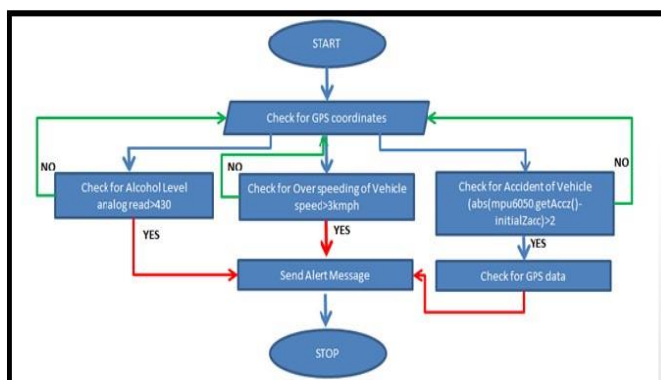 START
Check for GPS coordinates
NO
NO
NO
Check for Alcohol Level
analog read>430
Check for Over speeding of Vehicle
speed>3kmph
Check for Accident of Vehicle
(abs(mpu6050 getAccz()-
initialZacc)>2
YES
YES
YES
Send Alert Message
Check for GPS data
STOP